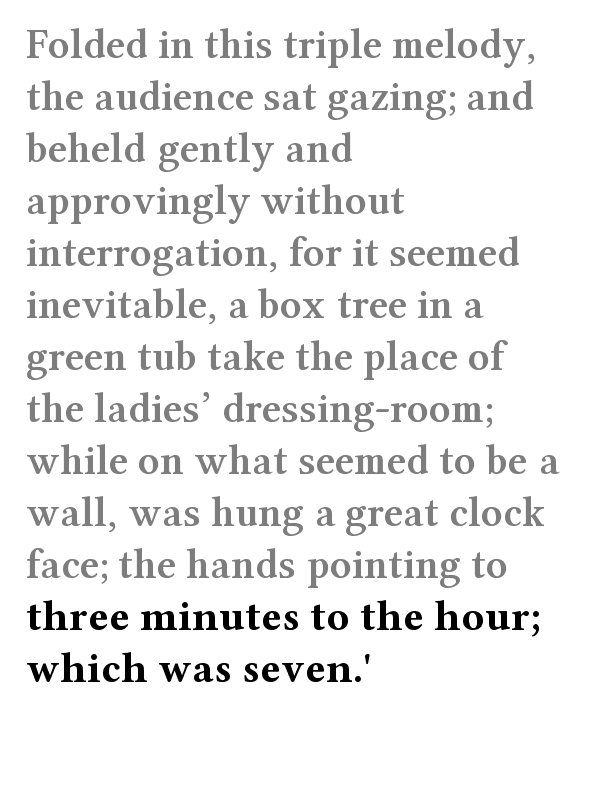 Folded in this triple melody,
the audience sat gazing; and
beheld gently and
approvingly without
interrogation, for it seemed
inevitable, a box tree in a
green tub take the place of
the ladies’ dressing-room;
while on what seemed to be a
wall, was hung a great clock
face; the hands pointing to
three minutes to the hour;
which was seven.'